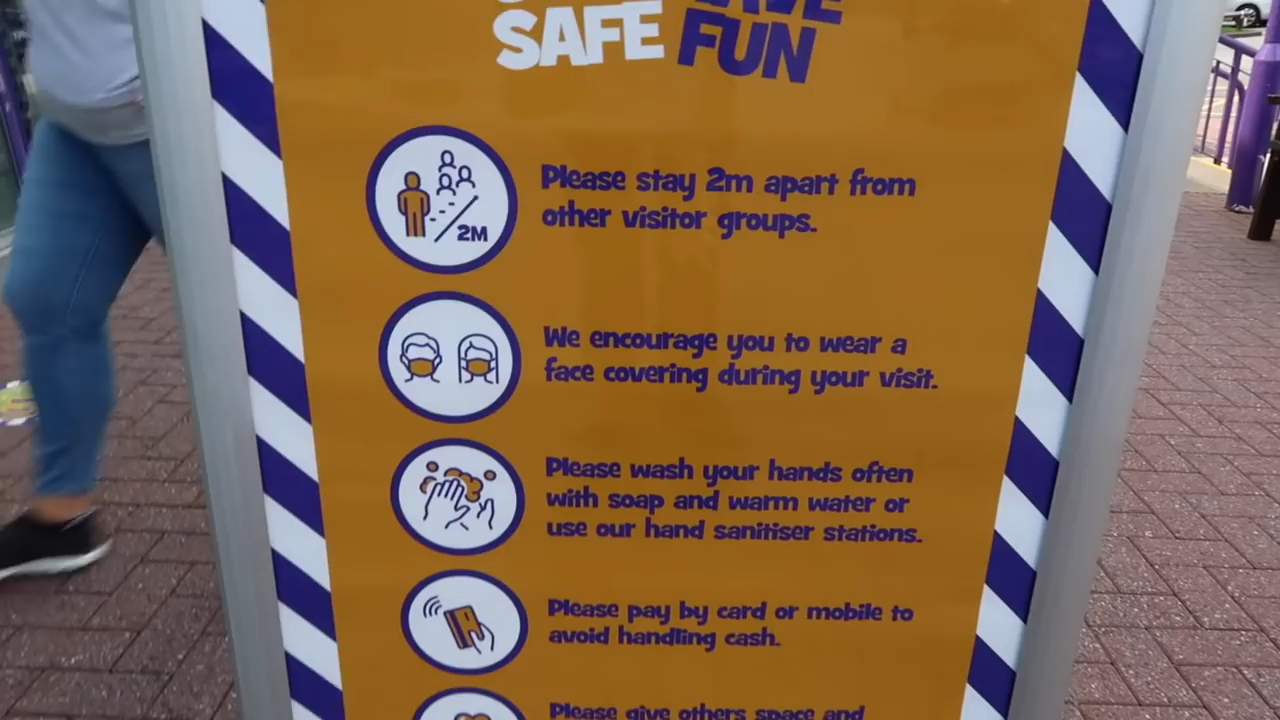 SAFE FUN
2M
Please stay 2m apart from
other visitor groups.
We encourage you to wear a
face covering during your visit.
Please wash your hands often
with soap and warm water or
use our hand sanitiser stations.
Please pay by card or mobile to
avoid handling cash.
Please give others space and